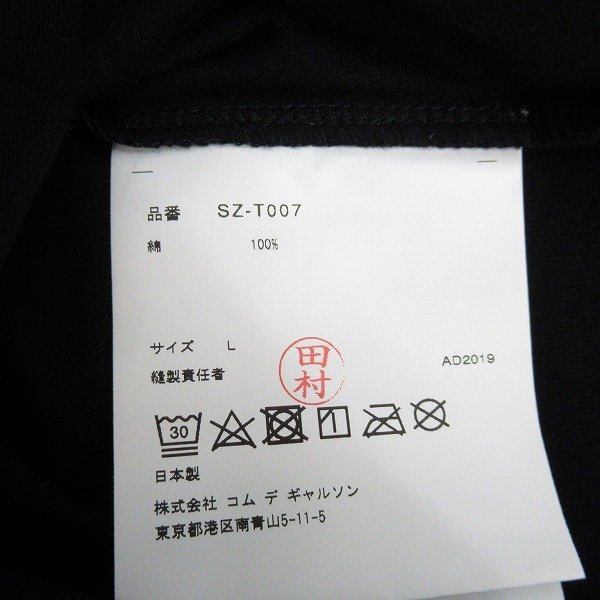 品番 SZ-T007
綿 100%
サイズ L
縫製責任者 田村
AD2019
30
日本製
株式会社 コム デ ギャルソン
東京都港区南青山5-11-5